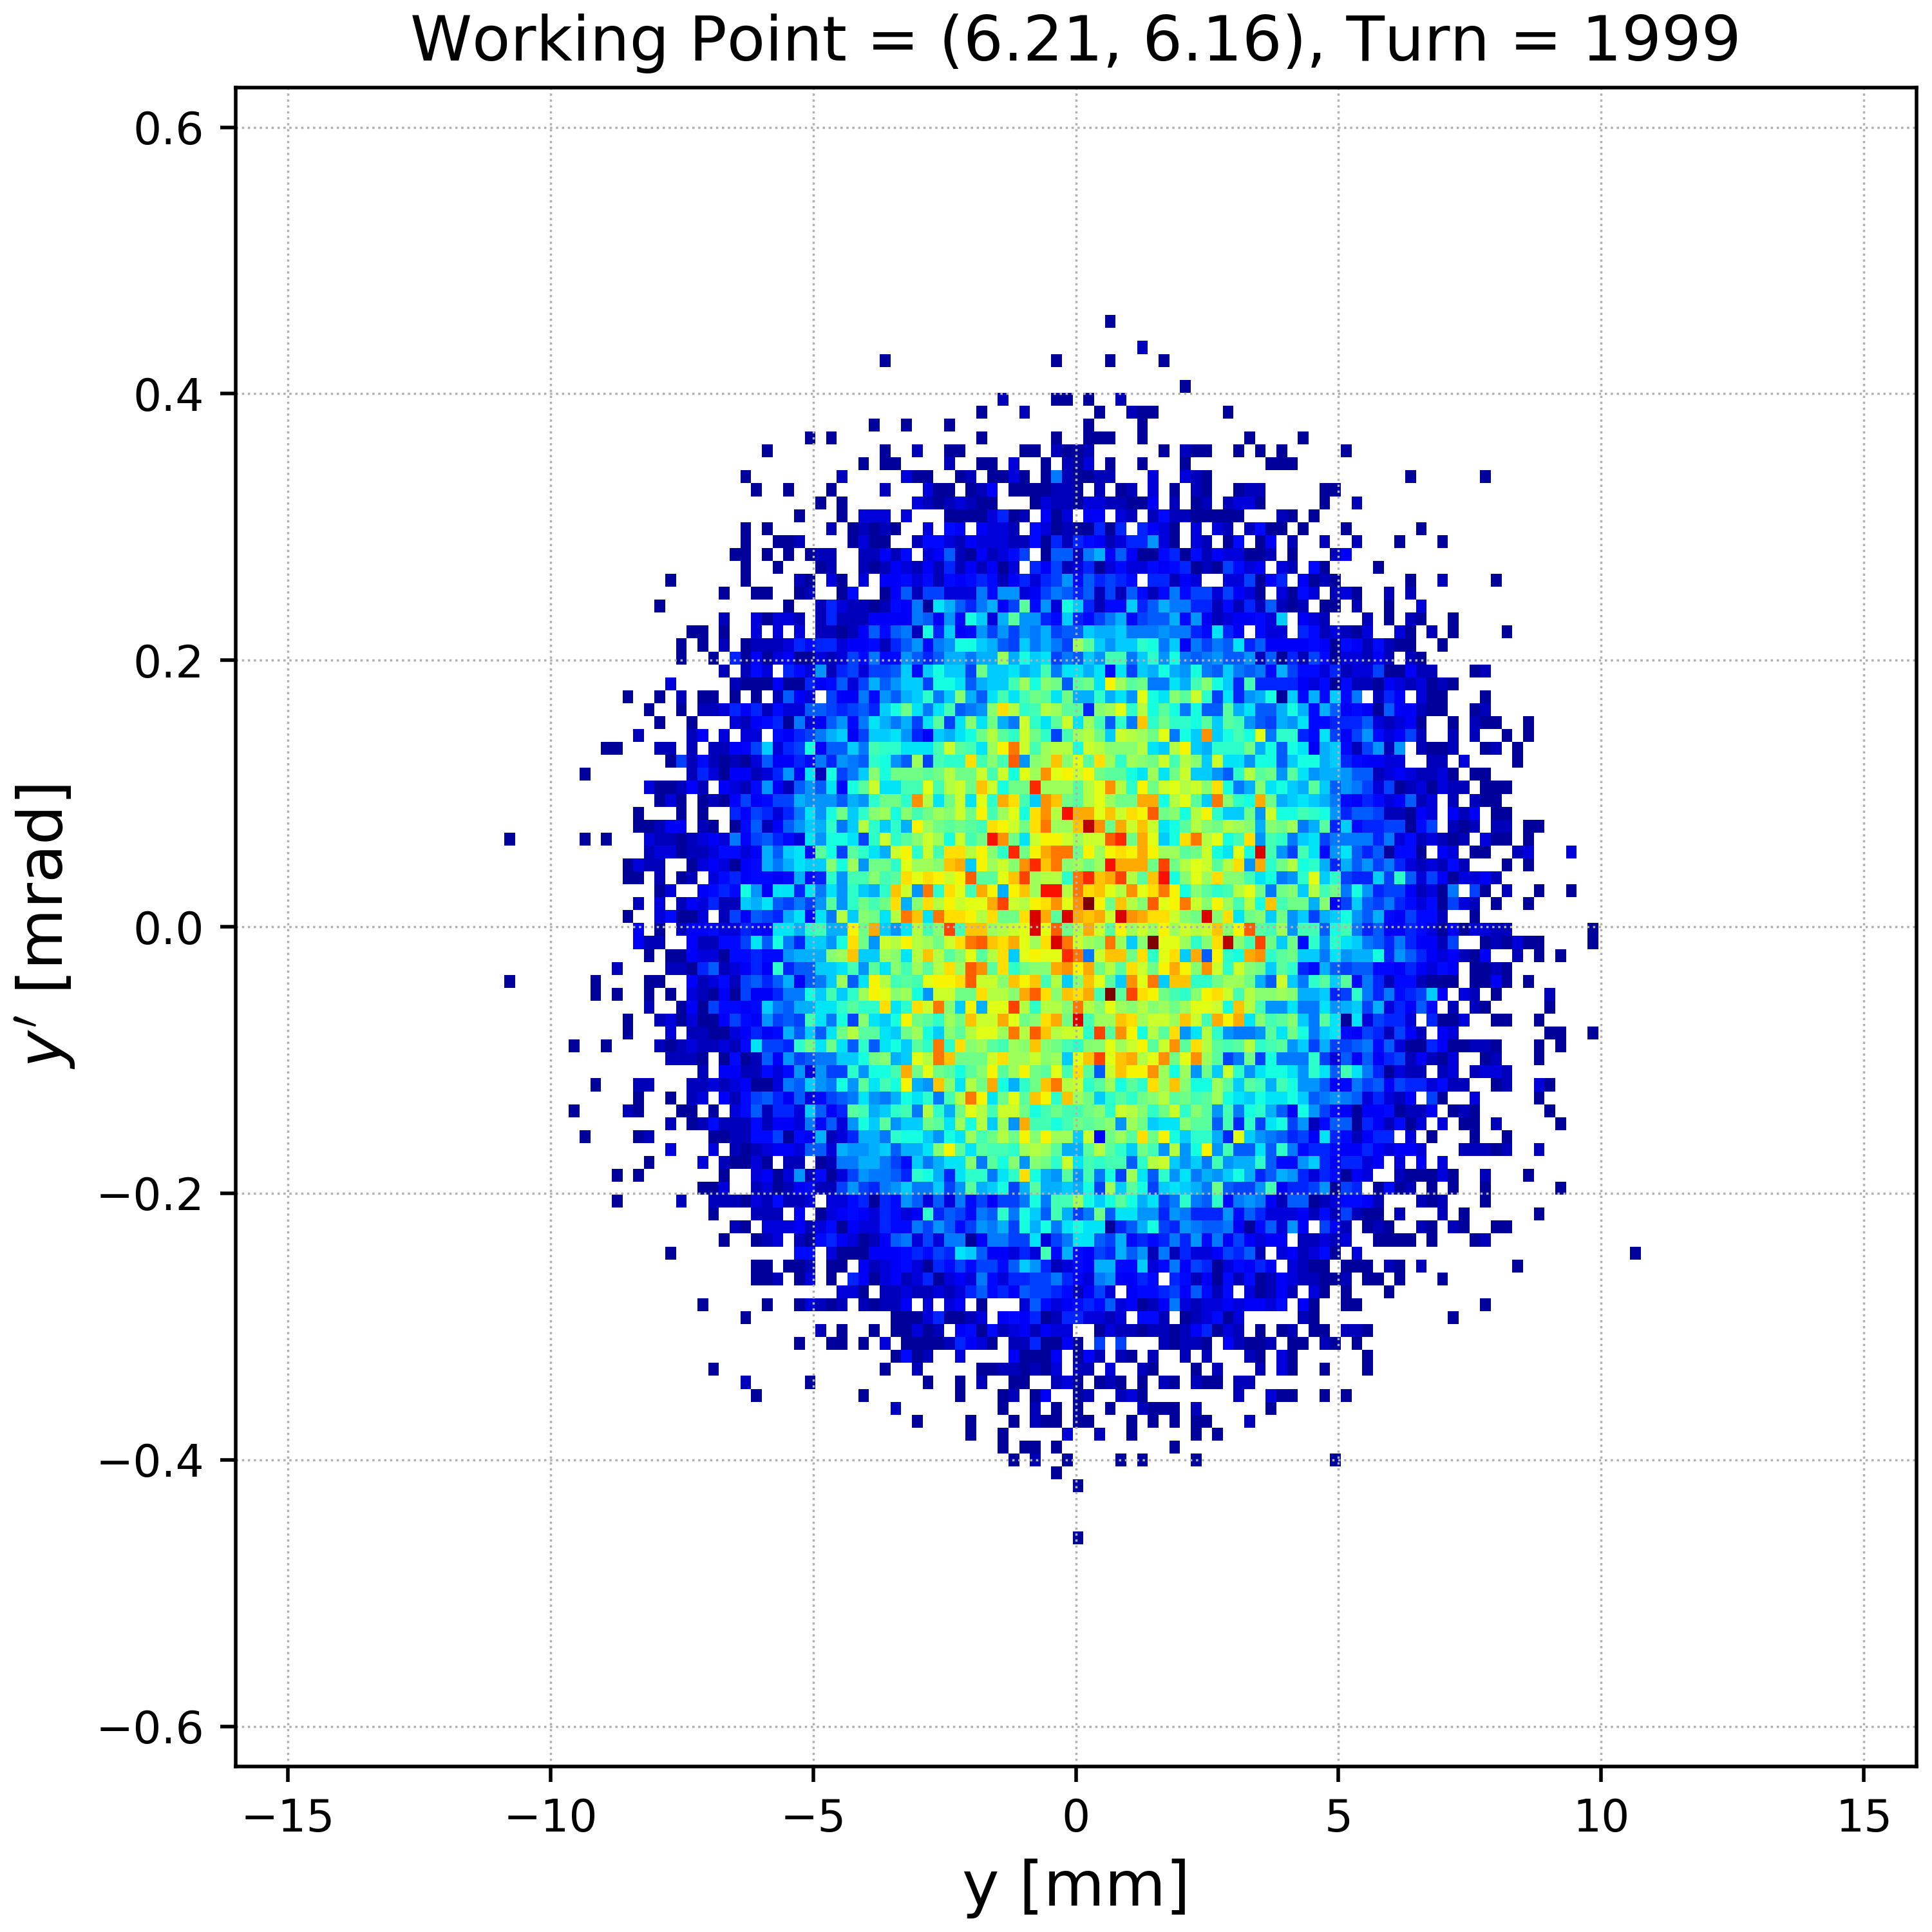 Working Point = (6.21, 6.16), Turn = 1999
0.6
0.4
0.2
0.0
−0.2
−0.4
−0.6
y′ [mrad]
−15 −10 −5 0 5 10 15
y [mm]